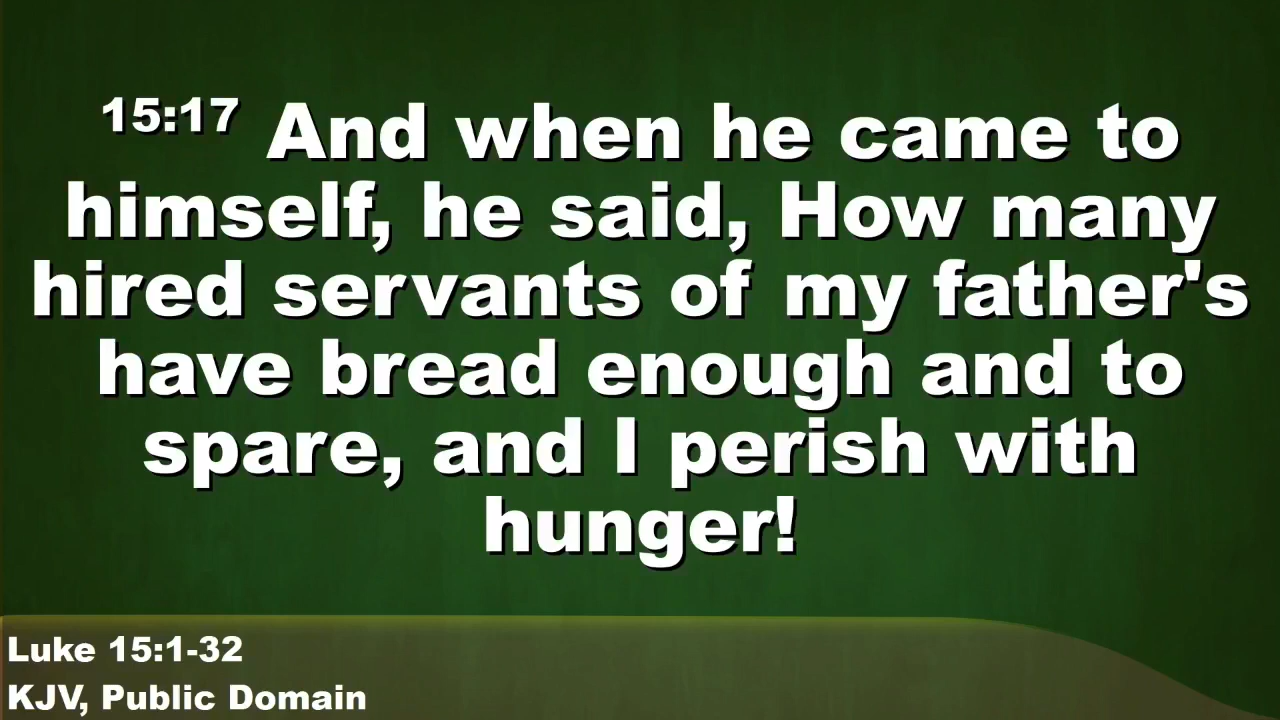 15:17 And when he came to
himself, he said, How many
hired servants of my father's
have bread enough and to
spare, and I perish with
hunger!
Luke 15:1-32
KJV, Public Domain